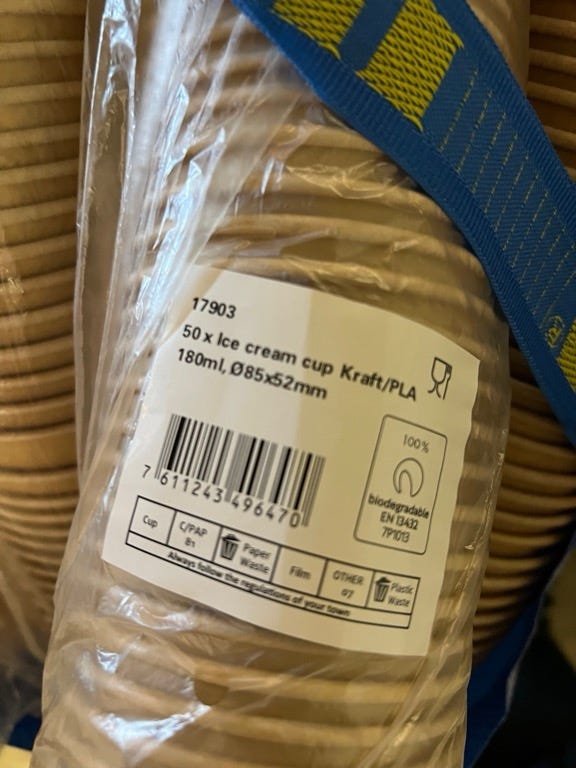 17903
50 x Ice cream cup Kraft/PLA
180ml, Ø85x52mm
7 611243 496470
100%
biodegradable
EN 13432
7P1013
Cup
C/PAP
81
Paper
Waste
Film
OTHER
07
Plastic
Waste
Always follow the regulations of your town